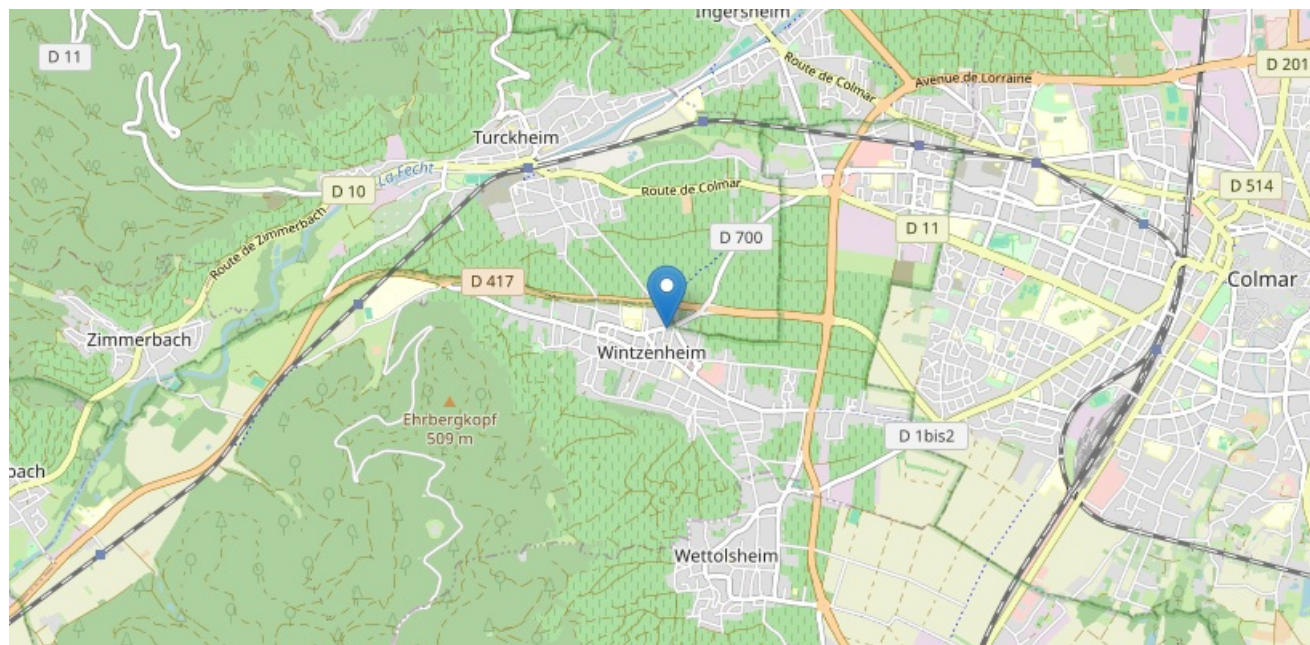 Ingersheim
D 11
D 201
Route de Colmar
Avenue de Lorraine
Turckheim
La Fecht
D 10
Route de Colmar
D 514
Route de Zimmerbach
D 700
D 11
D 417
Colmar
Zimmerbach
Wintzenheim
Ehrbergkopf
509 m
D 1bis2
bach
Wettolsheim